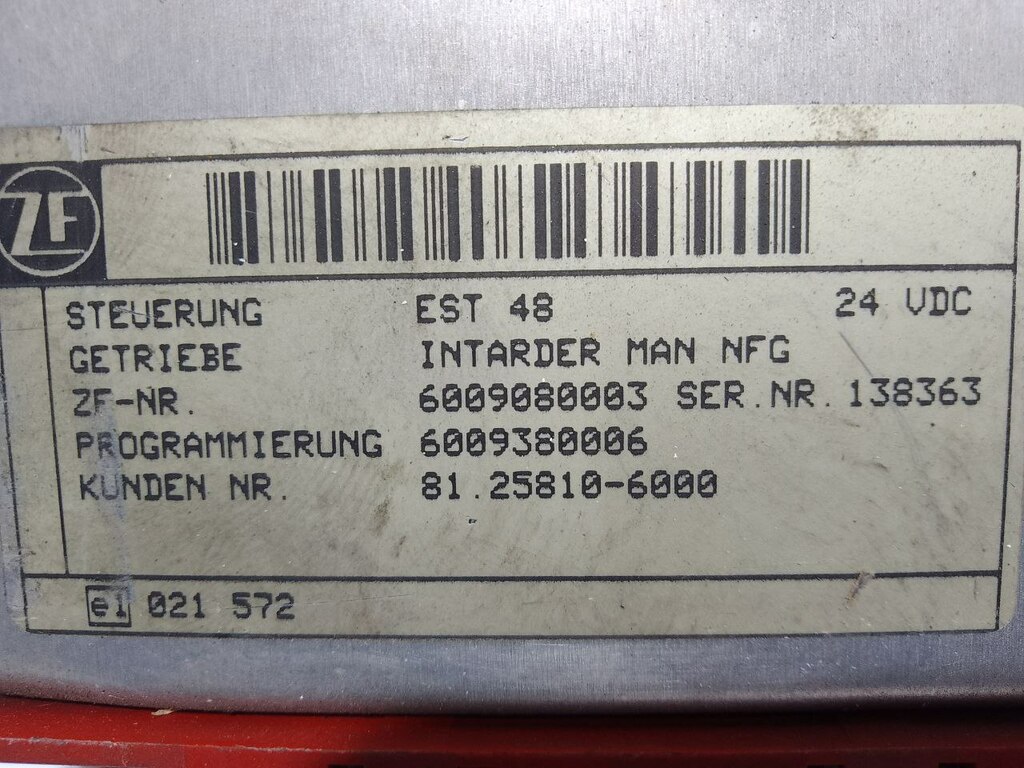 ZF
STEUERUNG EST 48 24 VDC
GETRIEBE INTARDER MAN NFG
ZF-NR. 6009080003 SER.NR.138363
PROGRAMMIERUNG 6009380006
KUNDEN NR. 81.25810-6000
e1 021 572